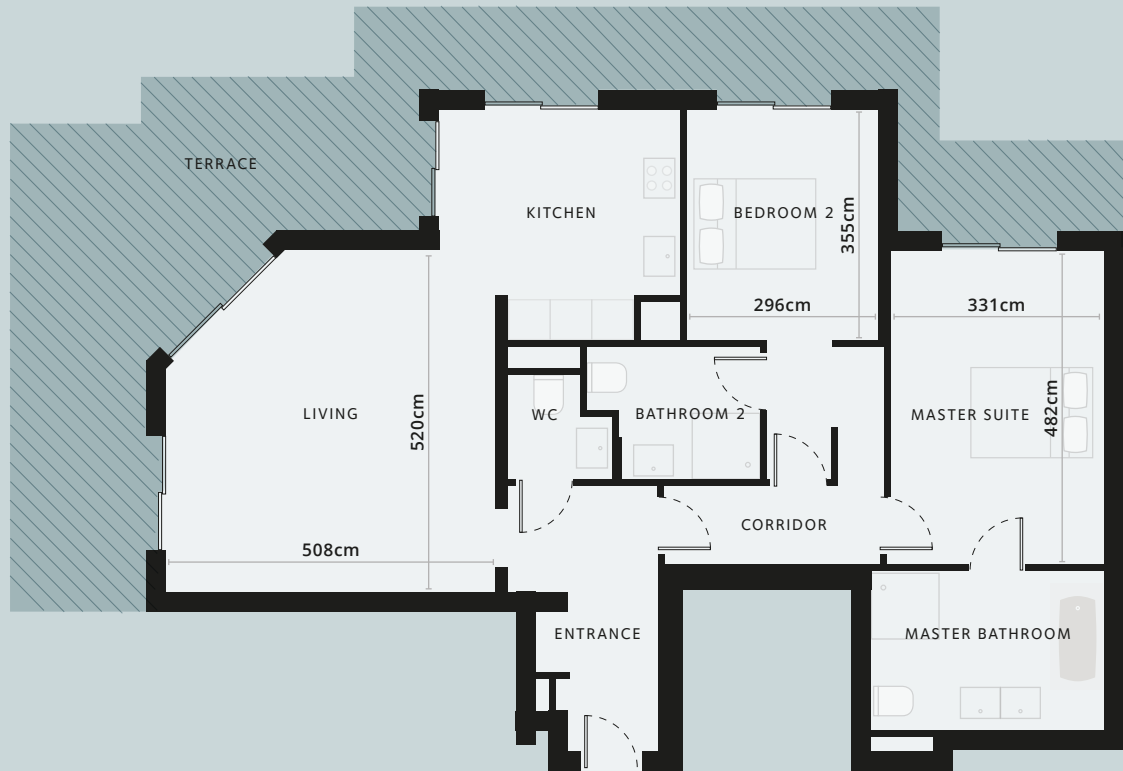 TERRACE
KITCHEN
BEDROOM 2
355cm
296cm
331cm
LIVING
520cm
WC
BATHROOM 2
MASTER SUITE
482cm
CORRIDOR
508cm
ENTRANCE
MASTER BATHROOM